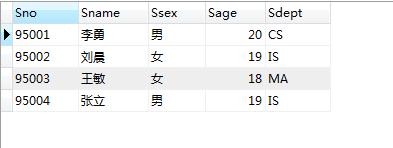 Sno Sname Ssex Sage Sdept
95001 李勇 男 20 CS
95002 刘晨 女 19 IS
95003 王敏 女 18 MA
95004 张立 男 19 IS